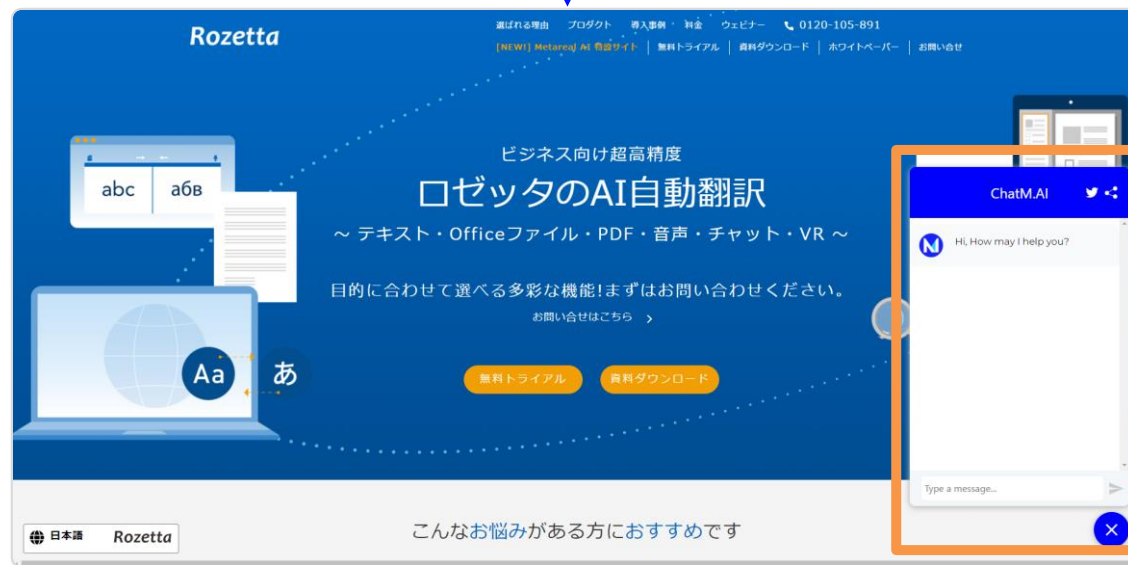 Rozetta
選ばれる理由 プロダクト 導入事例 料金 ウェビナー 0120-105-891
[NEW!] Metareal AI 特設サイト 無料トライアル 資料ダウンロード ホワイトペーパー お問い合せ
ビジネス向け超高精度
ロゼッタのAI自動翻訳
～ テキスト・Officeファイル・PDF・音声・チャット・VR ～
目的に合わせて選べる多彩な機能!まずはお問い合わせください。
お問い合せはこちら
無料トライアル 資料ダウンロード
abc абв
Aa あ
ChatM.AI
Hi, How may I help you?
Type a message...
こんなお悩みがある方におすすめです
日本語 Rozetta